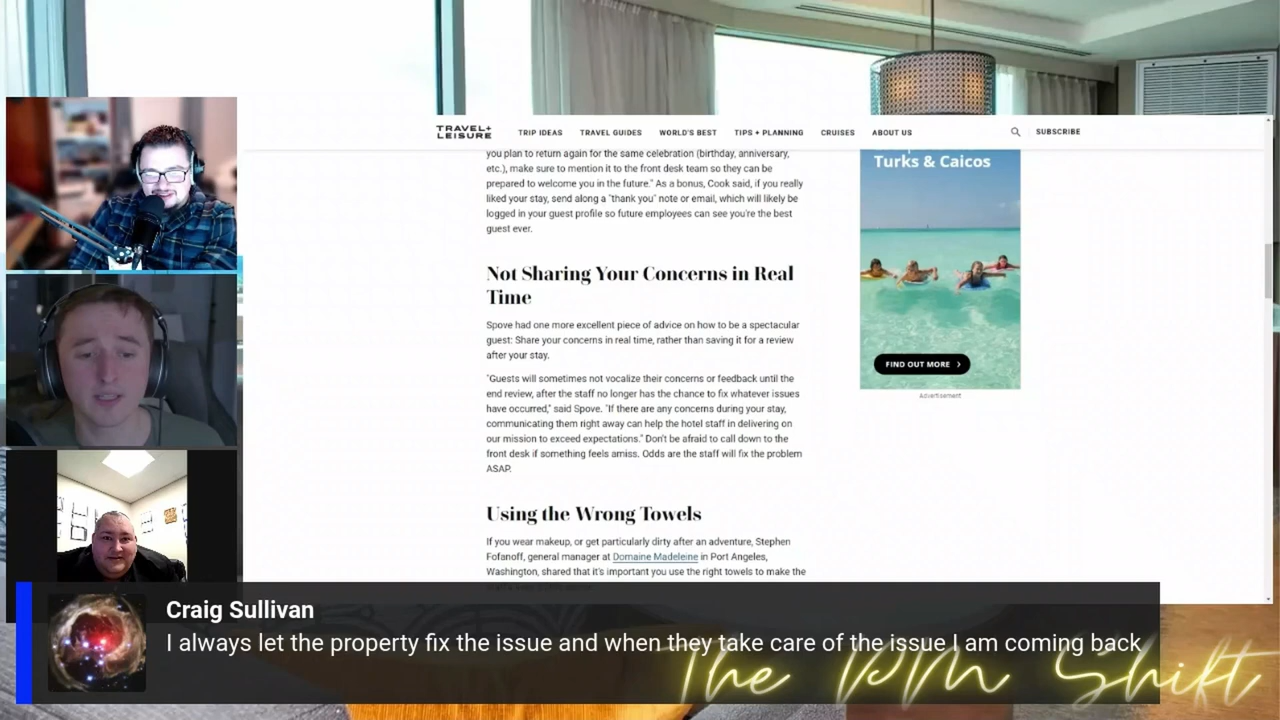 TRAVEL+
LEISURE
TRIP IDEAS TRAVEL GUIDES WORLD'S BEST TIPS + PLANNING CRUISES ABOUT US SUBSCRIBE
you plan to return again for the same celebration (birthday, anniversary,
etc.), make sure to mention it to the front desk team so they can be
prepared to welcome you in the future." As a bonus, Cook said, if you really
liked your stay, send along a "thank you" note or email, which will likely be
logged in your guest profile so future employees can see you're the best
guest ever.
Not Sharing Your Concerns in Real
Time
Spove had one more excellent piece of advice on how to be a spectacular
guest: Share your concerns in real time, rather than saving it for a review
after your stay.
"Guests will sometimes not vocalize their concerns or feedback until the
end review, after the staff no longer has the chance to fix whatever issues
have occurred," said Spove. "If there are any concerns during your stay,
communicating them right away can help the hotel staff in delivering on
our mission to exceed expectations." Don't be afraid to call down to the
front desk if something feels amiss. Odds are the staff will fix the problem
ASAP.
Using the Wrong Towels
If you wear makeup, or get particularly dirty after an adventure, Stephen
Fofanoff, general manager at Domaine Madeleine in Port Angeles,
Washington, shared that it's important you use the right towels to make the
Turks & Caicos
FIND OUT MORE >
Advertisement
Craig Sullivan
I always let the property fix the issue and when they take care of the issue I am coming back
The PM Shift